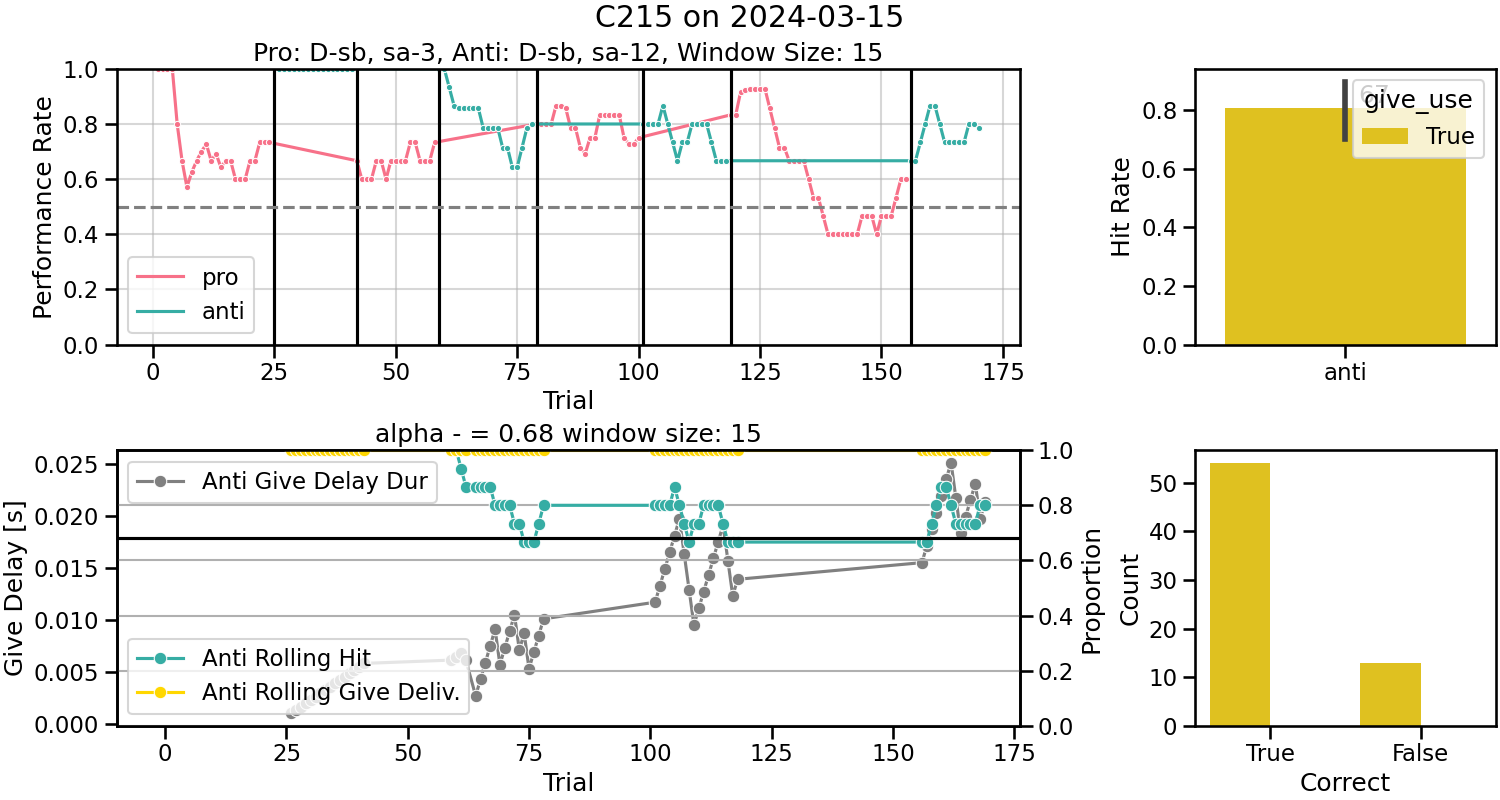 C215 on 2024-03-15
Pro: D-sb, sa-3, Anti: D-sb, sa-12, Window Size: 15
1.0
0.8
0.6
0.4
0.2
0.0
Performance Rate
pro
anti
0 25 50 75 100 125 150 175
Trial
0.8
0.6
0.4
0.2
0.0
Hit Rate
67
give_use
True
anti
alpha - = 0.68 window size: 15
0.025
0.020
0.015
0.010
0.005
0.000
Give Delay [s]
Anti Give Delay Dur
Anti Rolling Hit
Anti Rolling Give Deliv.
1.0
0.8
0.6
0.4
0.2
0.0
Proportion
0 25 50 75 100 125 150 175
Trial
50
40
30
20
10
0
Count
True False
Correct